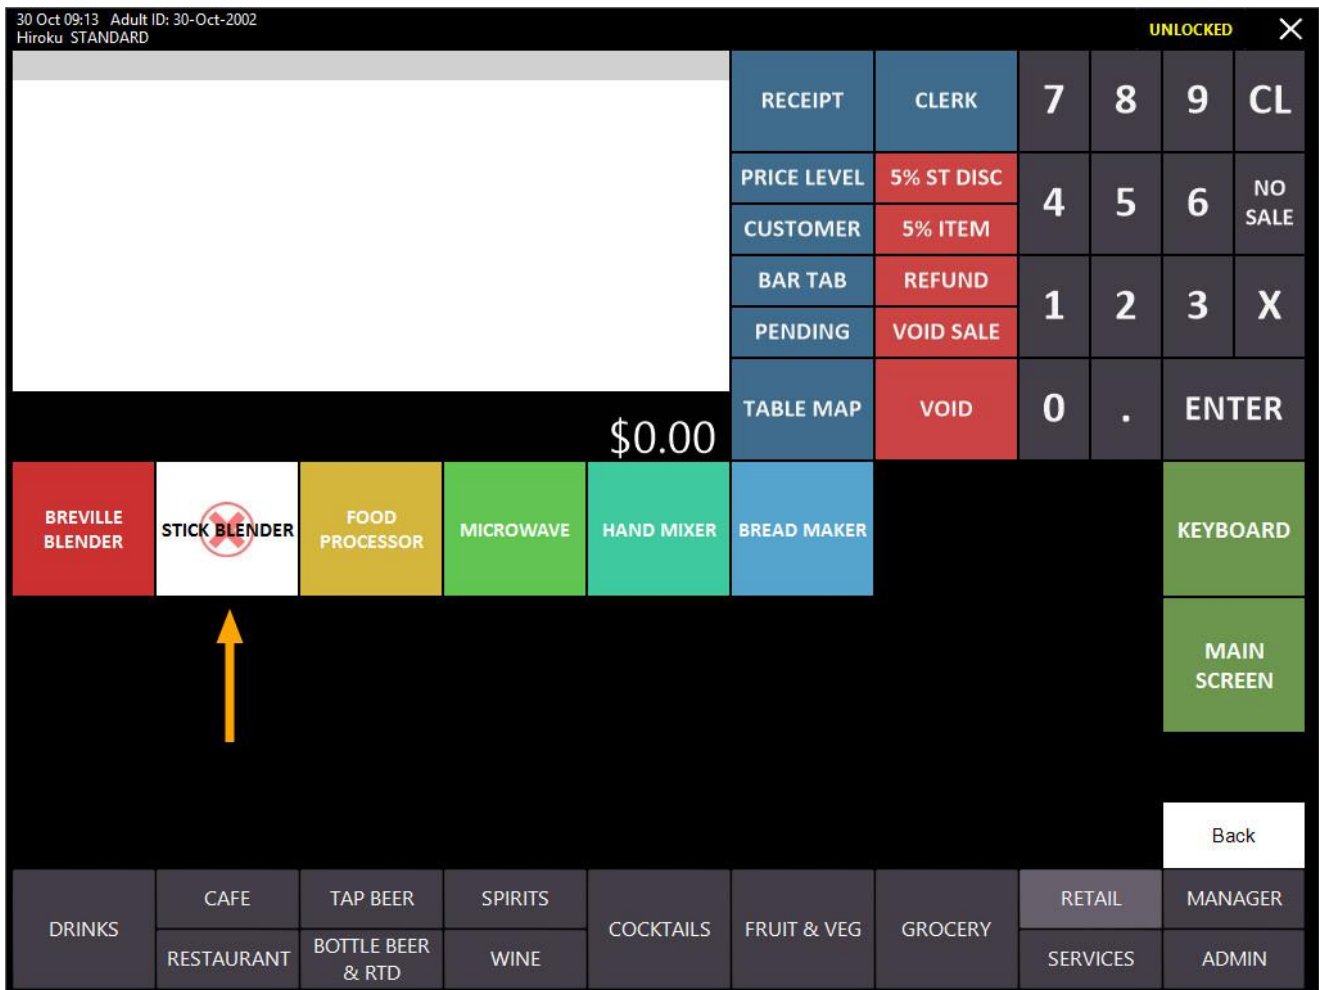 30 Oct 09:13 Adult ID: 30-Oct-2002
Hiroku STANDARD
UNLOCKED
RECEIPT
CLERK
7
8
9
CL
PRICE LEVEL
5% ST DISC
4
5
6
NO
SALE
CUSTOMER
5% ITEM
BAR TAB
REFUND
1
2
3
X
PENDING
VOID SALE
$0.00
TABLE MAP
VOID
0
.
ENTER
BREVILLE
BLENDER
STICK BLENDER
FOOD
PROCESSOR
MICROWAVE
HAND MIXER
BREAD MAKER
KEYBOARD
MAIN
SCREEN
Back
DRINKS
CAFE
TAP BEER
SPIRITS
COCKTAILS
FRUIT & VEG
GROCERY
RETAIL
MANAGER
RESTAURANT
BOTTLE BEER
& RTD
WINE
SERVICES
ADMIN